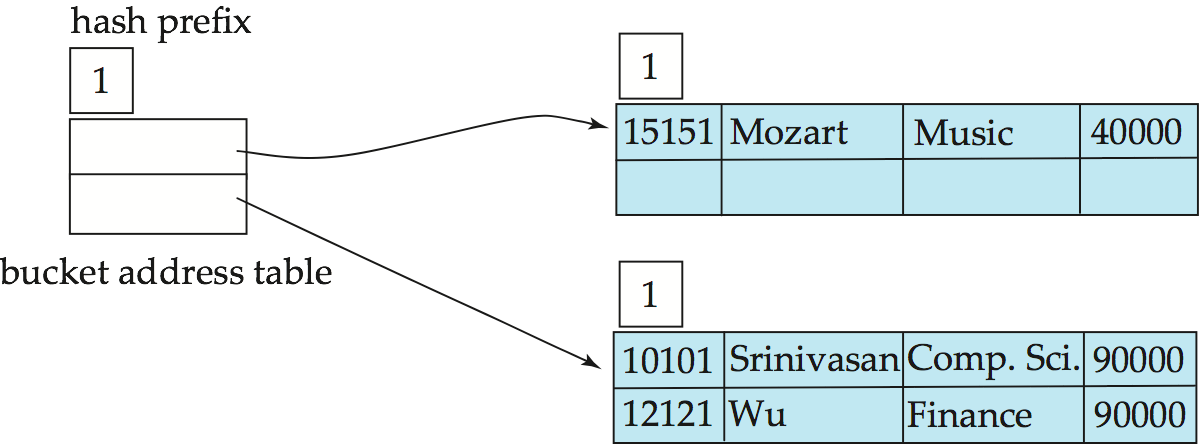 hash prefix
1
bucket address table
1
15151 Mozart Music 40000
1
10101 Srinivasan Comp. Sci. 90000
12121 Wu Finance 90000